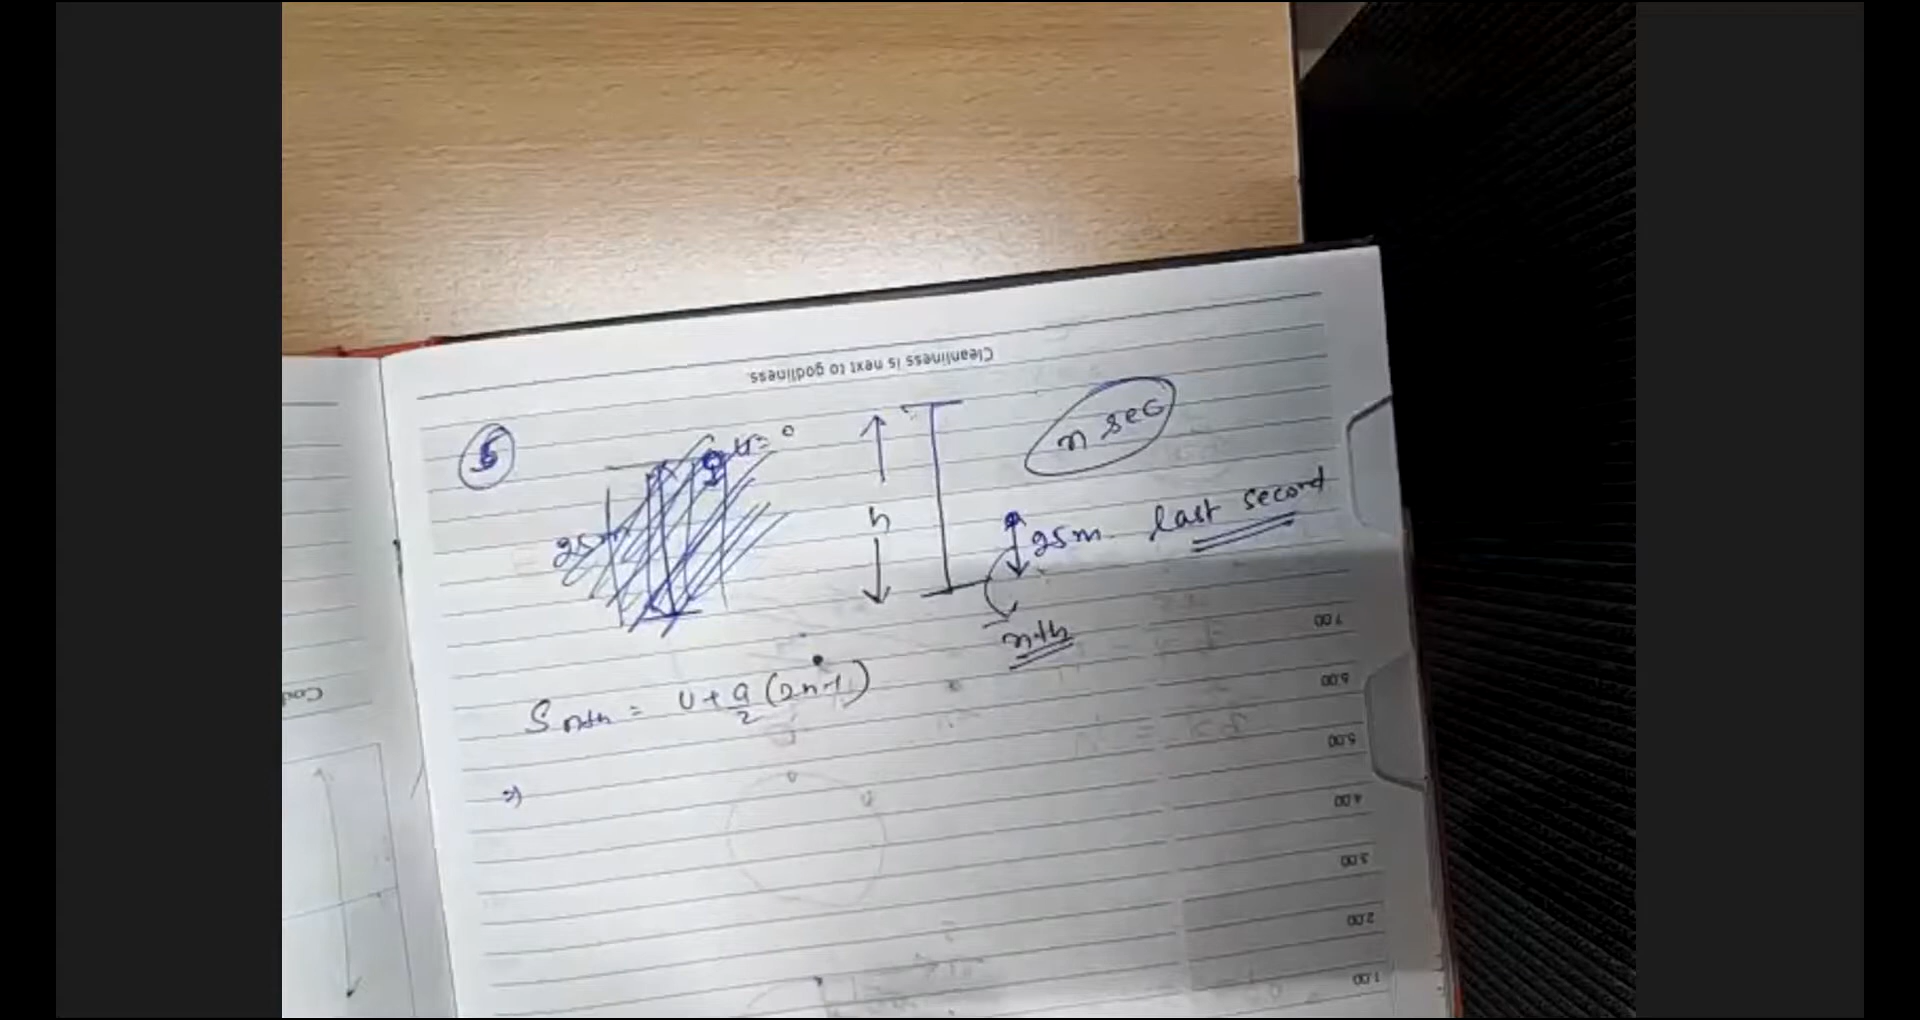 Cleanliness is next to godliness.
5
u=0
n sec
25m
h
25m last second
nth
7.00
S nth = u + a/2 (2n-1)
6.00
5.00
⇒
4.00
3.00
2.00
1.00